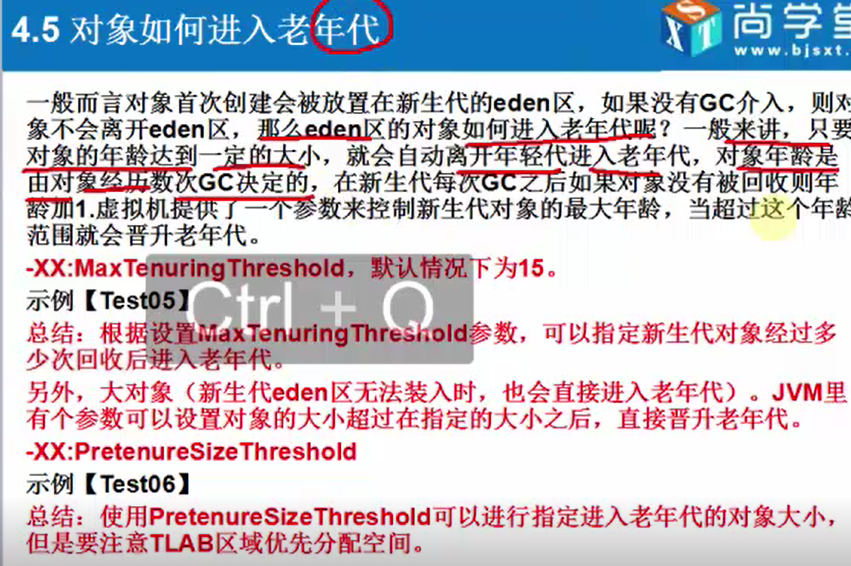 4.5 对象如何进入老年代
尚学堂
www.bjsxt.com
一般而言对象首次创建会被放置在新生代的eden区，如果没有GC介入，则对
象不会离开eden区，那么eden区的对象如何进入老年代呢？一般来讲，只要
对象的年龄达到一定的大小，就会自动离开年轻代进入老年代，对象年龄是
由对象经历数次GC决定的，在新生代每次GC之后如果对象没有被回收则年
龄加1.虚拟机提供了一个参数来控制新生代对象的最大年龄，当超过这个年龄
范围就会晋升老年代。
-XX:MaxTenuringThreshold，默认情况下为15。
示例【Test05】
Ctrl + Q
总结：根据设置MaxTenuringThreshold参数，可以指定新生代对象经过多
少次回收后进入老年代。
另外，大对象（新生代eden区无法装入时，也会直接进入老年代）。JVM里
有个参数可以设置对象的大小超过在指定的大小之后，直接晋升老年代。
-XX:PretenureSizeThreshold
示例【Test06】
总结：使用PretenureSizeThreshold可以进行指定进入老年代的对象大小，
但是要注意TLAB区域优先分配空间。